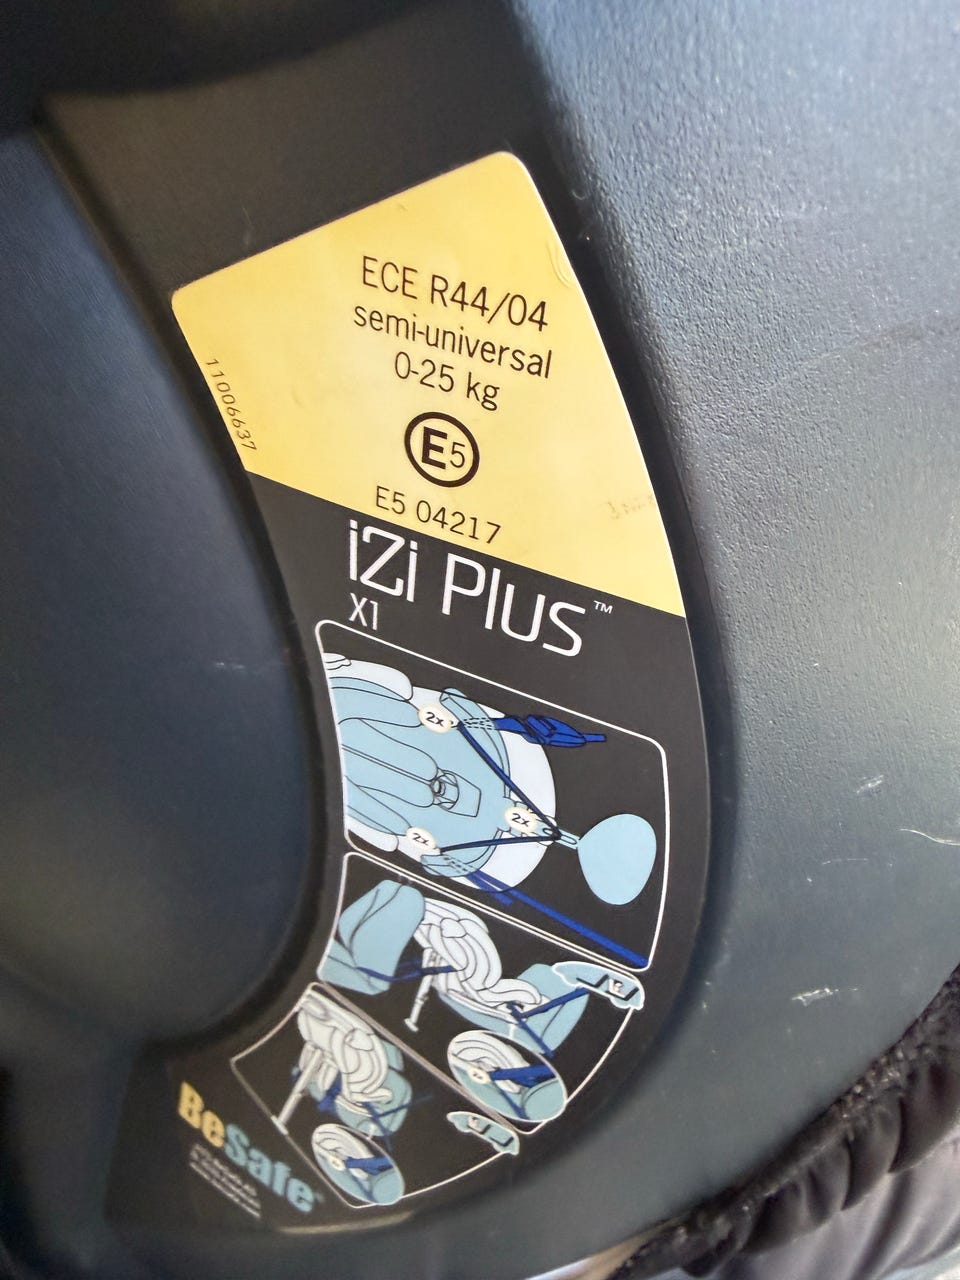 ECE R44/04
semi-universal
0-25 kg
E5
E5 04217
11006637
iZi Plus™
X1
2x
2x
2x
BeSafe